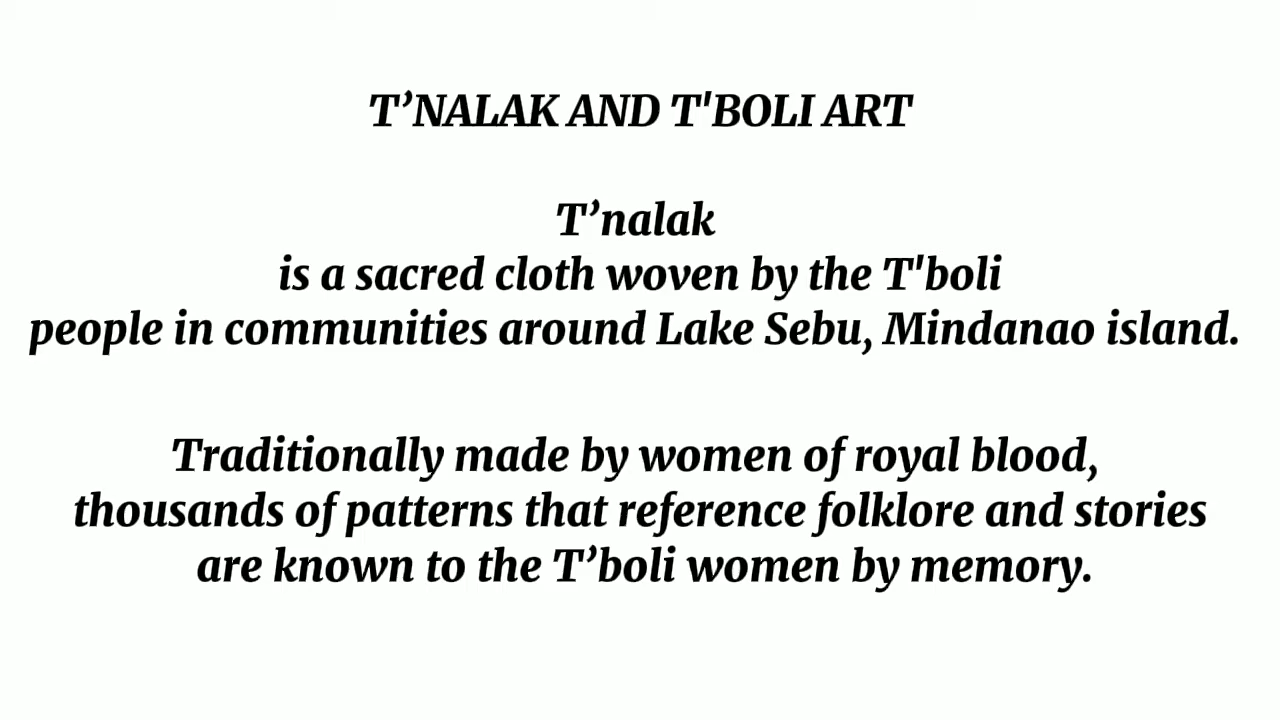 T’NALAK AND T'BOLI ART
T’nalak
is a sacred cloth woven by the T'boli
people in communities around Lake Sebu, Mindanao island.
Traditionally made by women of royal blood,
thousands of patterns that reference folklore and stories
are known to the T’boli women by memory.